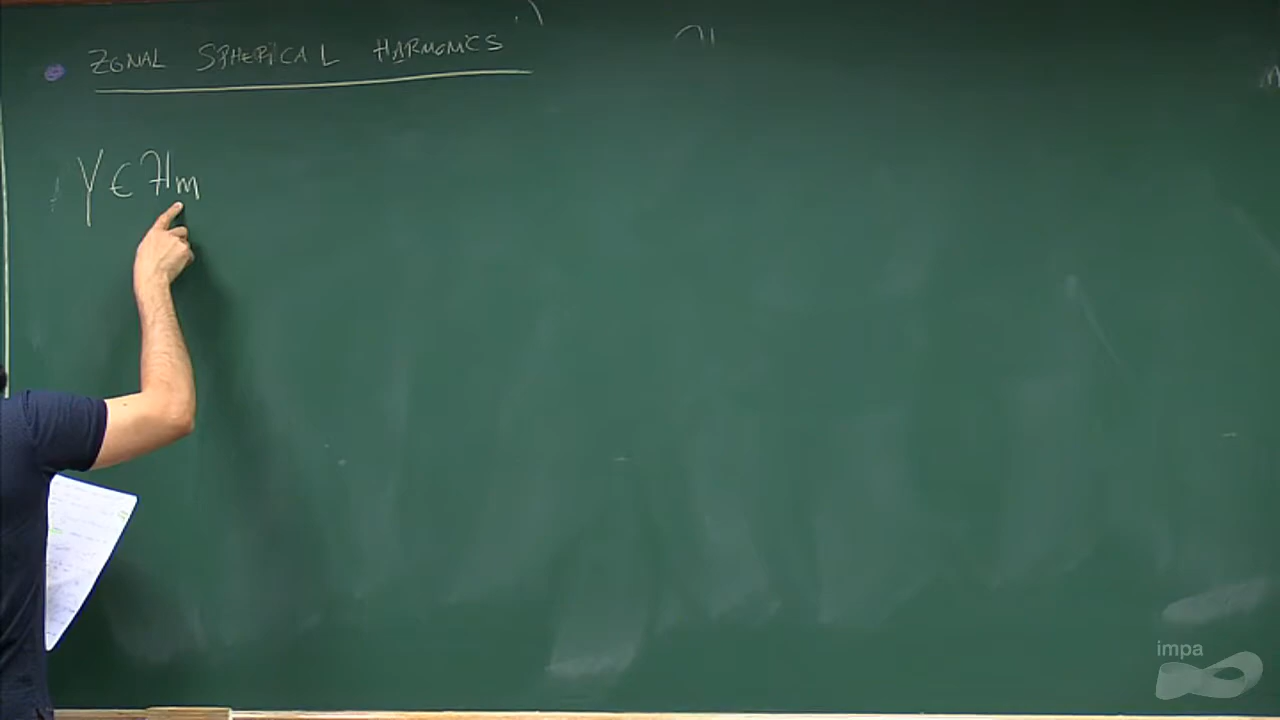 • ZONAL SPHERICAL HARMONICS
Y ∈ ℋm
impa